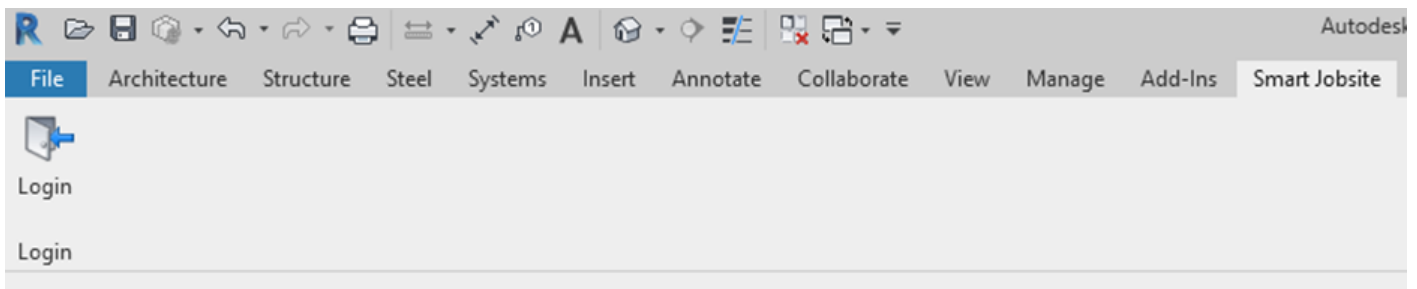 Autodesk
File Architecture Structure Steel Systems Insert Annotate Collaborate View Manage Add-Ins Smart Jobsite
Login
Login